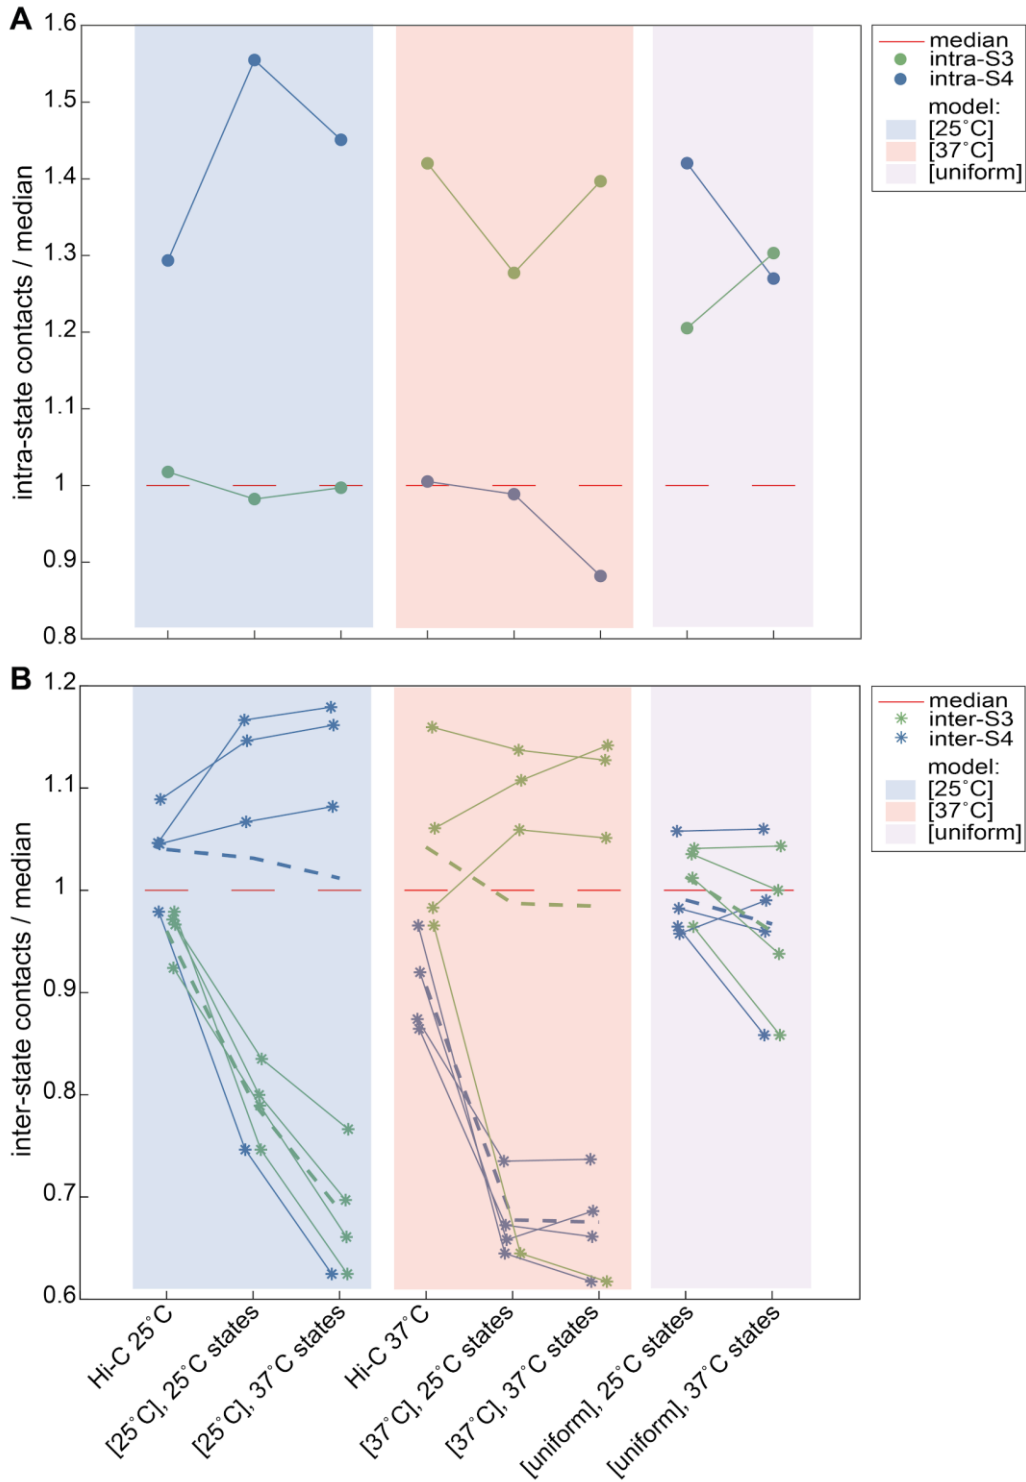 A
1.6
1.5
1.4
1.3
1.2
1.1
1
0.9
0.8
intra-state contacts / median
median
intra-S3
intra-S4
model:
[25˚C]
[37˚C]
[uniform]
B
1.2
1.1
1
0.9
0.8
0.7
0.6
inter-state contacts / median
median
inter-S3
inter-S4
model:
[25˚C]
[37˚C]
[uniform]
Hi-C 25˚C
[25˚C], 25˚C states
[25˚C], 37˚C states
Hi-C 37˚C
[37˚C], 25˚C states
[37˚C], 37˚C states
[uniform], 25˚C states
[uniform], 37˚C states